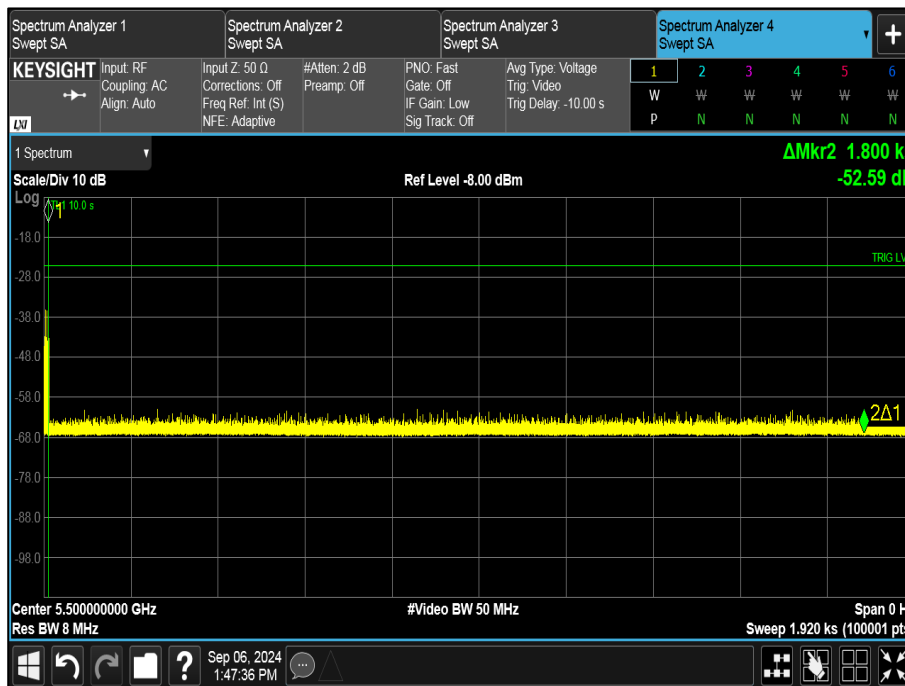 Spectrum Analyzer 1
Swept SA
Spectrum Analyzer 2
Swept SA
Spectrum Analyzer 3
Swept SA
Spectrum Analyzer 4
Swept SA
KEYSIGHT
LXI
Input: RF
Coupling: AC
Align: Auto
Input Z: 50 Ω
Corrections: Off
Freq Ref: Int (S)
NFE: Adaptive
#Atten: 2 dB
Preamp: Off
PNO: Fast
Gate: Off
IF Gain: Low
Sig Track: Off
Avg Type: Voltage
Trig: Video
Trig Delay: -10.00 s
1 2 3 4 5 6
W W W W W W
P N N N N N
1 Spectrum
ΔMkr2 1.800 k
-52.59 d
Scale/Div 10 dB
Ref Level -8.00 dBm
Log
1
10.0 s
-18.0
TRIG LV
-28.0
-38.0
-48.0
-58.0
2Δ1
-68.0
-78.0
-88.0
-98.0
Center 5.500000000 GHz
#Video BW 50 MHz
Span 0 H
Res BW 8 MHz
Sweep 1.920 ks (100001 pts
Sep 06, 2024
1:47:36 PM